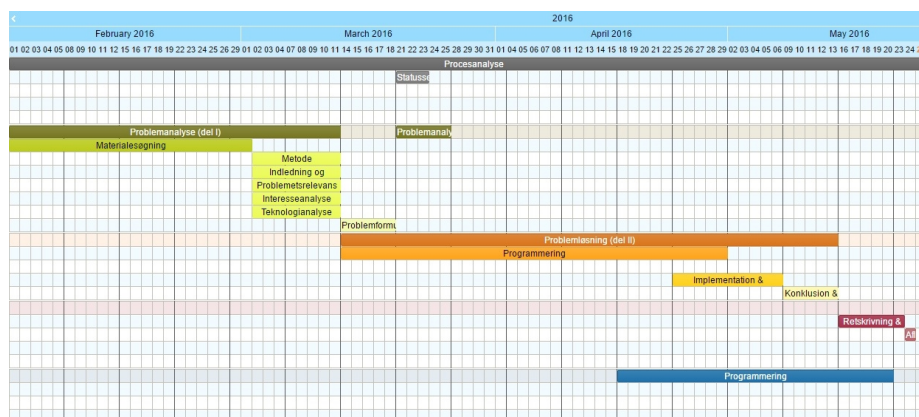 2016
February 2016 March 2016 April 2016 May 2016
01 02 03 04 05 08 09 10 11 12 15 16 17 18 19 22 23 24 25 26 29 01 02 03 04 07 08 09 10 11 14 15 16 17 18 21 22 23 24 25 28 29 30 31 01 04 05 06 07 08 11 12 13 14 15 18 19 20 21 22 25 26 27 28 29 02 03 04 05 06 09 10 11 12 13 16 17 18 19 20 23 24
Procesanalyse
Statusse
Problemanalyse (del I) Problemanaly
Materialesøgning
Metode
Indledning og
Problemetsrelevans
Interesseanalyse
Teknologianalyse
Problemformu
Problemløsning (del II)
Programmering
Implementation &
Konklusion &
Retskrivning &
Programmering